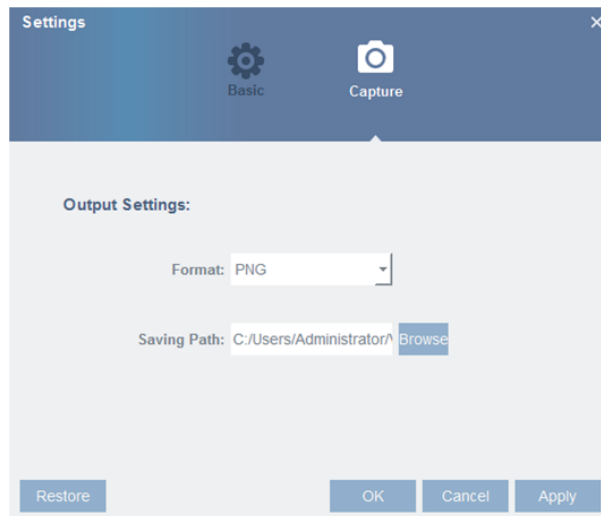 Settings
Basic
Capture
Output Settings:
Format: PNG
Saving Path: C:/Users/Administrator/ Browse
Restore OK Cancel Apply